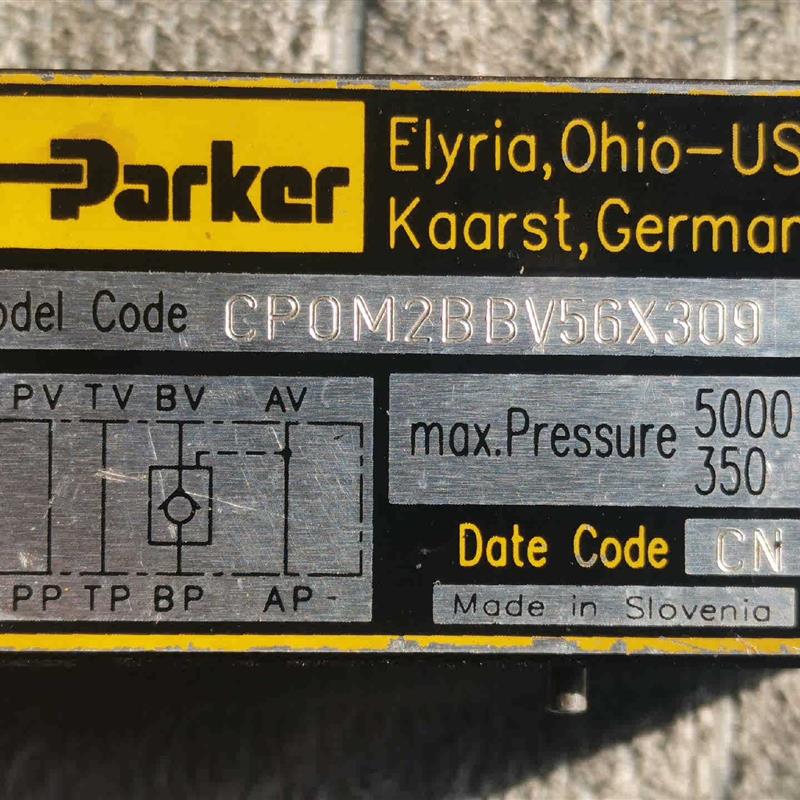 Parker
Elyria,Ohio-US
Kaarst,German
odel Code CPOM2BBV56X309
PV TV BV AV
max.Pressure 5000
350
PP TP BP AP-
Date Code CN
Made in Slovenia